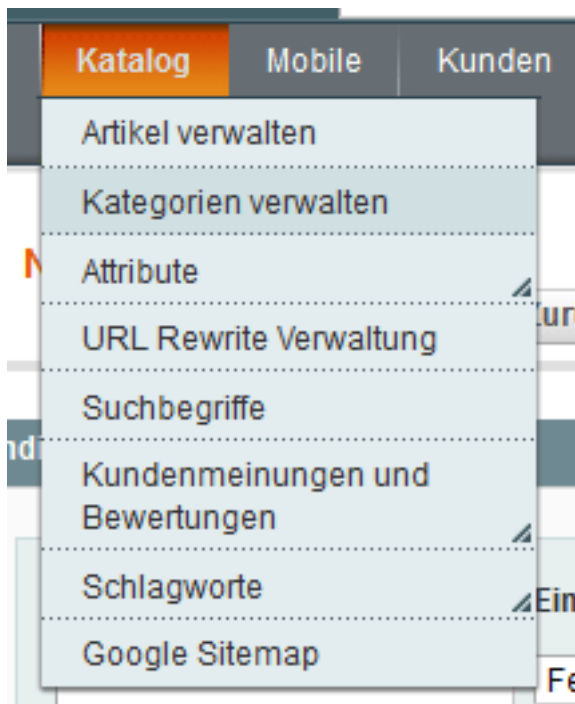 Katalog Mobile Kunden
Artikel verwalten
Kategorien verwalten
Attribute
URL Rewrite Verwaltung
Suchbegriffe
Kundenmeinungen und
Bewertungen
Schlagworte
Google Sitemap